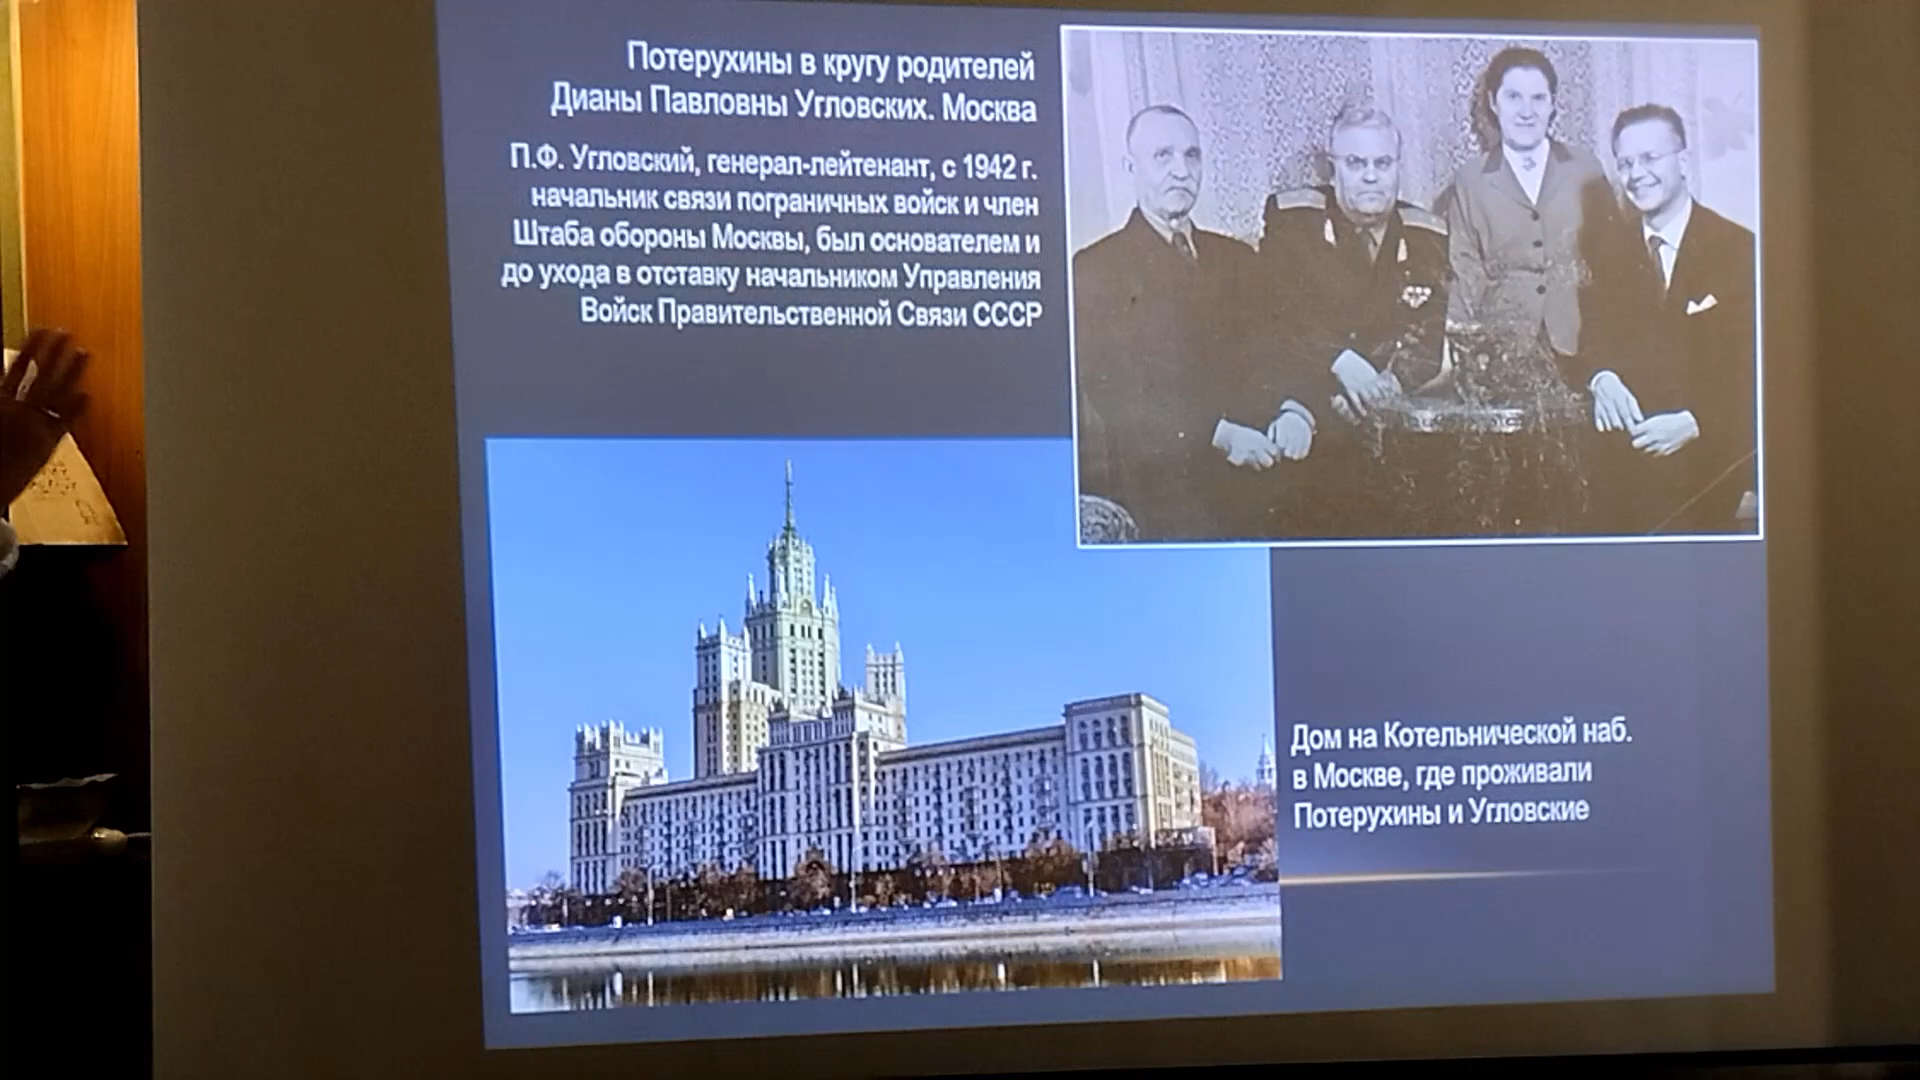 Потерухины в кругу родителей
Дианы Павловны Угловских. Москва
П.Ф. Угловский, генерал-лейтенант, с 1942 г.
начальник связи пограничных войск и член
Штаба обороны Москвы, был основателем и
до ухода в отставку начальником Управления
Войск Правительственной Связи СССР
Дом на Котельнической наб.
в Москве, где проживали
Потерухины и Угловские